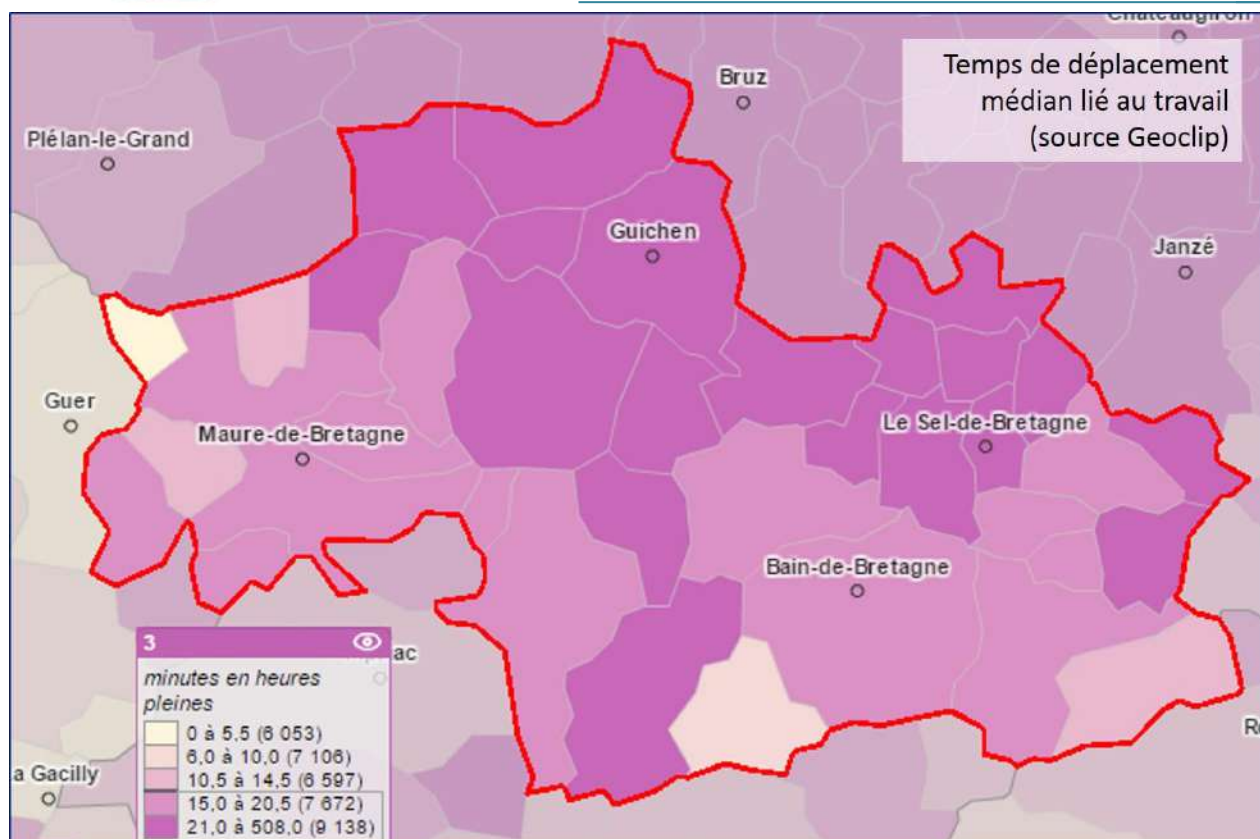 Temps de déplacement
médian lié au travail
(source Geoclip)
Bruz
Plélan-le-Grand
Guichen
Janzé
Guer
Maure-de-Bretagne
Le Sel-de-Bretagne
Bain-de-Bretagne
3
minutes en heures
pleines
0 à 5,5 (6 053)
6,0 à 10,0 (7 106)
10,5 à 14,5 (6 597)
15,0 à 20,5 (7 672)
21,0 à 508,0 (9 138)
a Gacilly